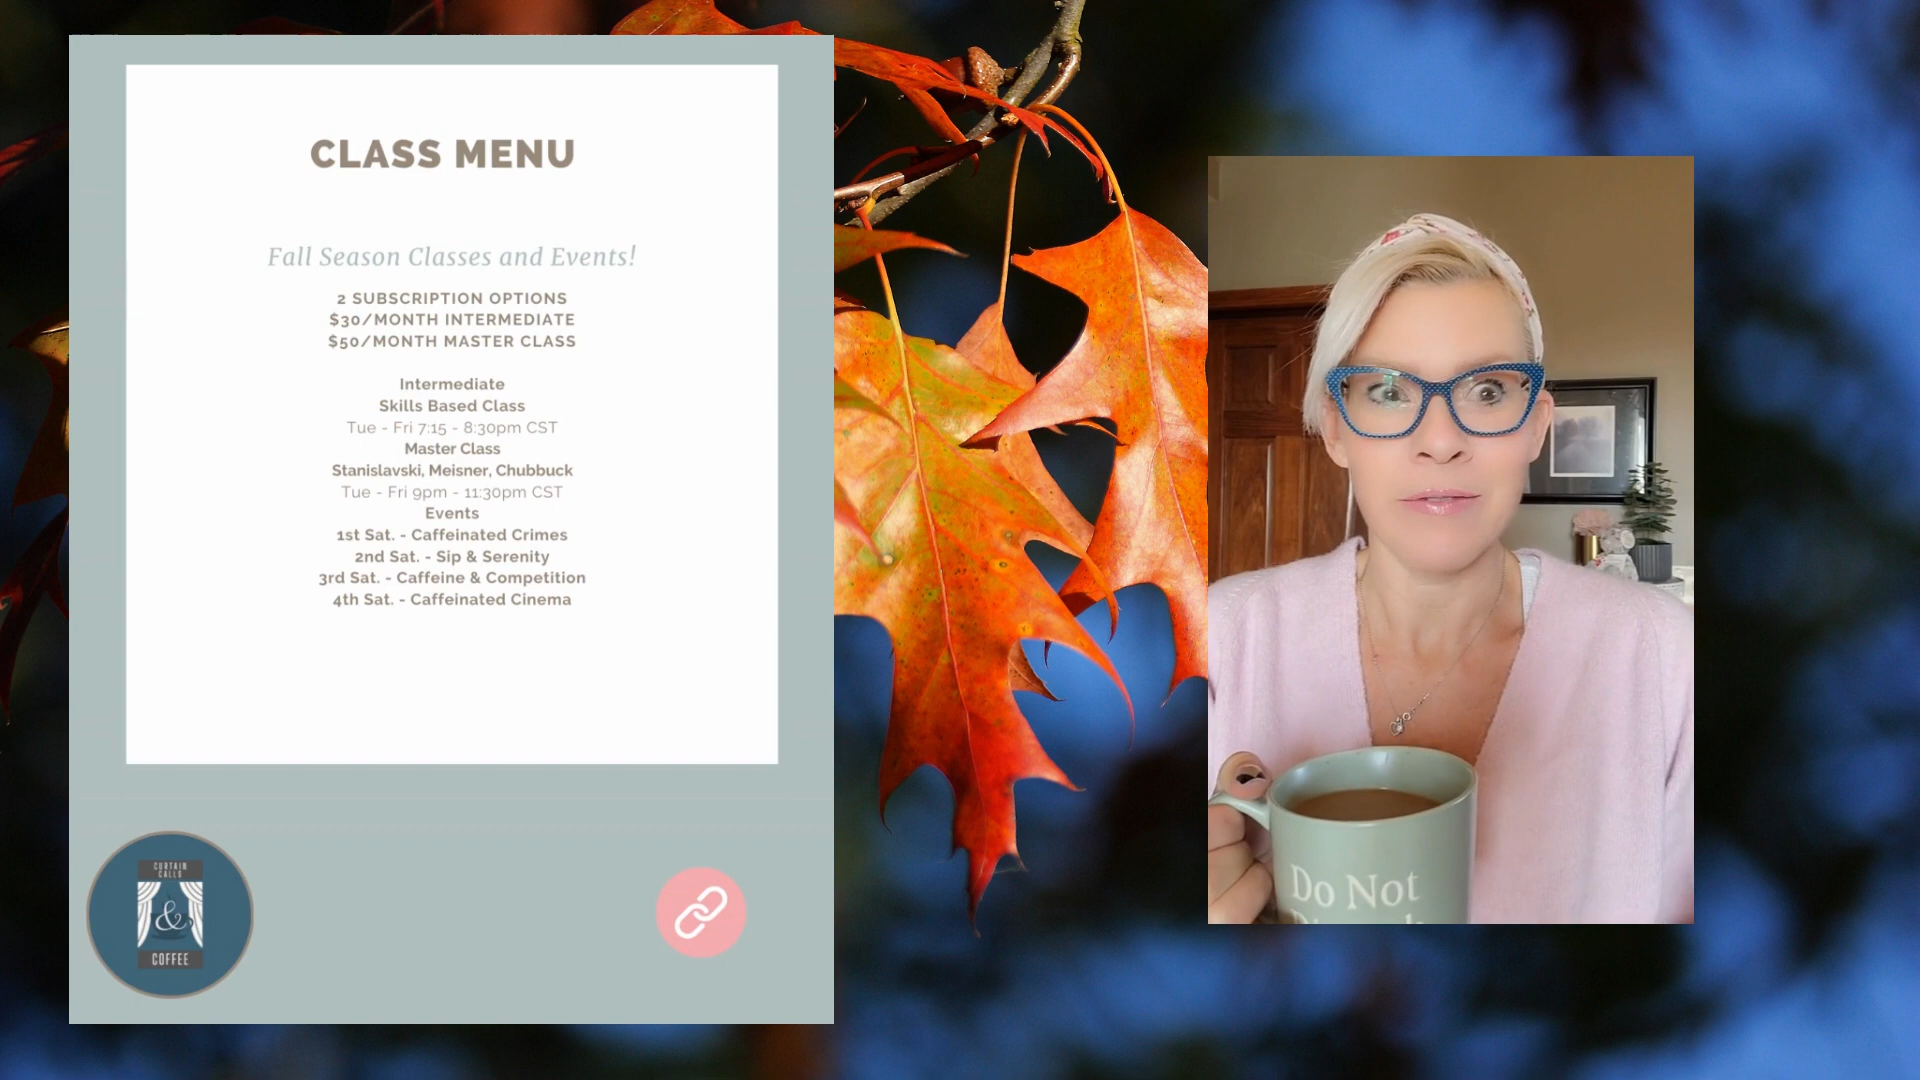 CLASS MENU
Fall Season Classes and Events!
2 SUBSCRIPTION OPTIONS
$30/MONTH INTERMEDIATE
$50/MONTH MASTER CLASS
Intermediate
Skills Based Class
Tue - Fri 7:15 - 8:30pm CST
Master Class
Stanislavski, Meisner, Chubbuck
Tue - Fri 9pm - 11:30pm CST
Events
1st Sat. - Caffeinated Crimes
2nd Sat. - Sip & Serenity
3rd Sat. - Caffeine & Competition
4th Sat. - Caffeinated Cinema
CURTAIN
CALLS
&
COFFEE
Do Not